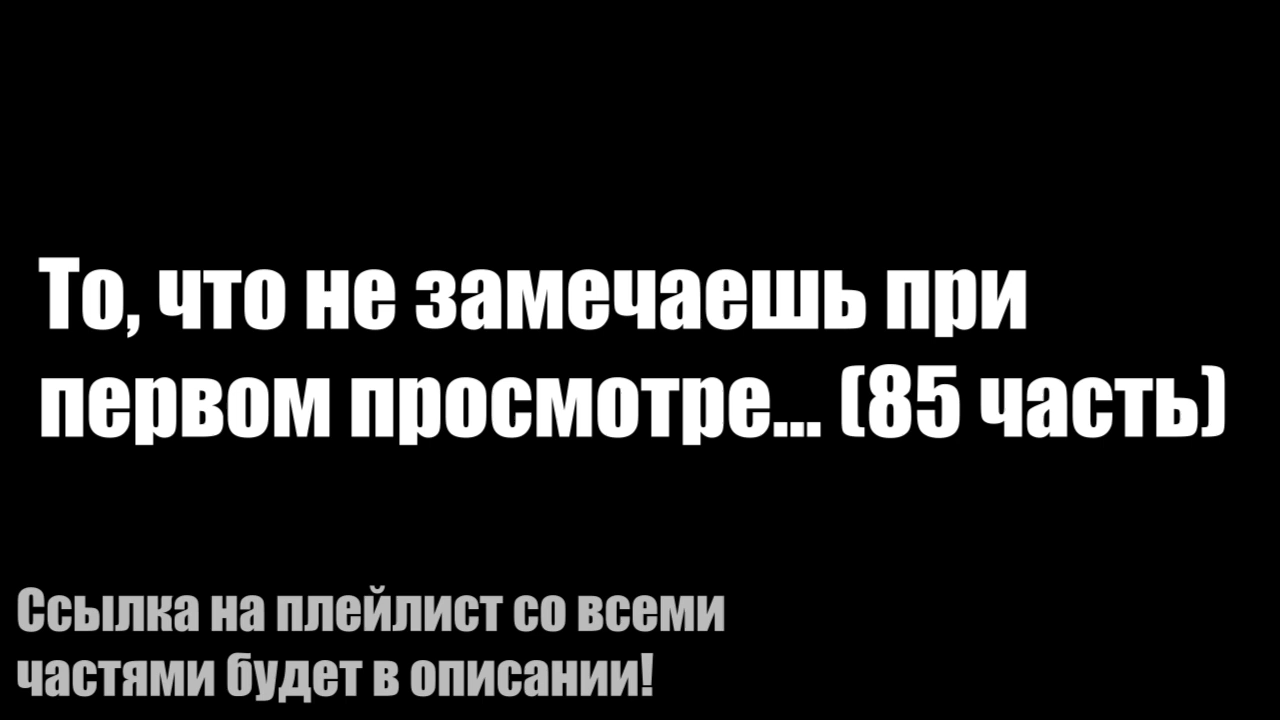 То, что не замечаешь при
первом просмотре... (85 часть)
Ссылка на плейлист со всеми
частями будет в описании!